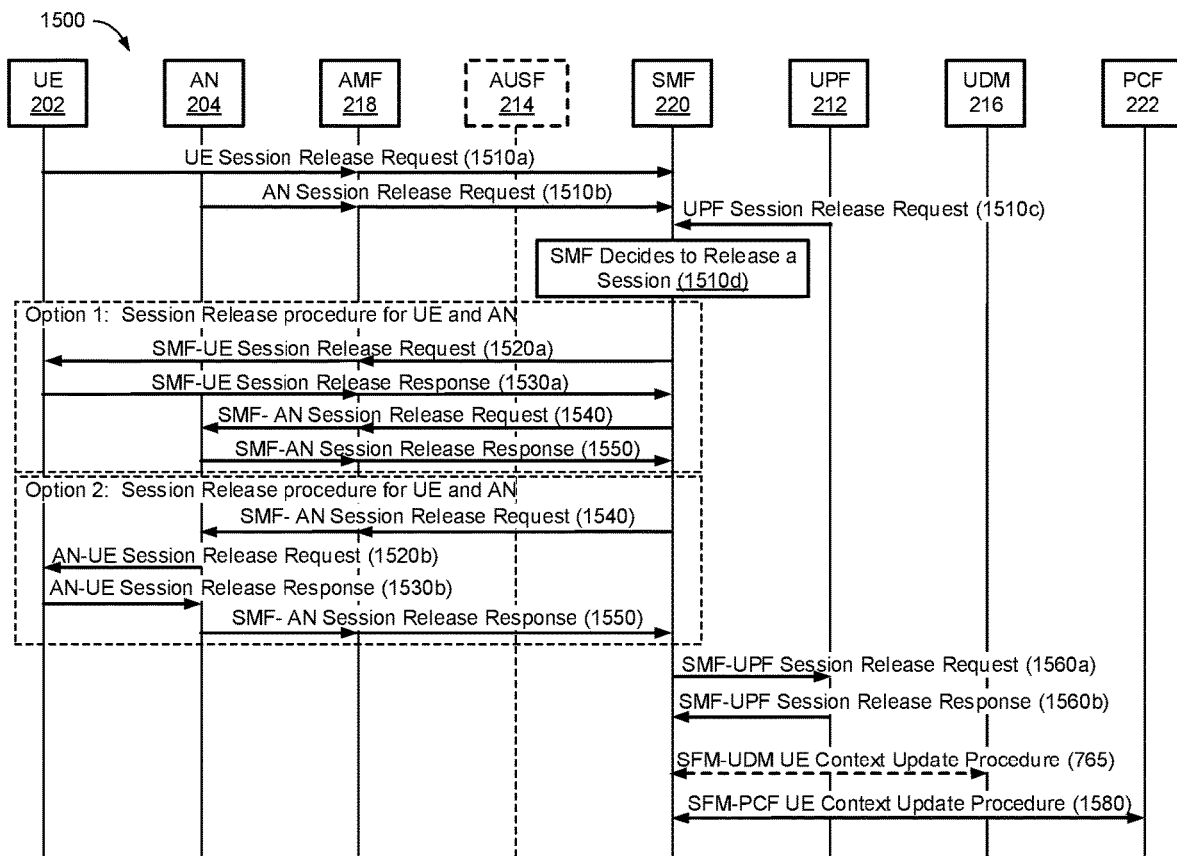 1500
UE
202
AN
204
AMF
218
AUSF
214
SMF
220
UPF
212
UDM
216
PCF
222
UE Session Release Request (1510a)
AN Session Release Request (1510b)
UPF Session Release Request (1510c)
SMF Decides to Release a
Session (1510d)
Option 1: Session Release procedure for UE and AN
SMF-UE Session Release Request (1520a)
SMF-UE Session Release Response (1530a)
SMF- AN Session Release Request (1540)
SMF-AN Session Release Response (1550)
Option 2: Session Release procedure for UE and AN
SMF- AN Session Release Request (1540)
AN-UE Session Release Request (1520b)
AN-UE Session Release Response (1530b)
SMF- AN Session Release Response (1550)
SMF-UPF Session Release Request (1560a)
SMF-UPF Session Release Response (1560b)
SFM-UDM UE Context Update Procedure (765)
SFM-PCF UE Context Update Procedure (1580)